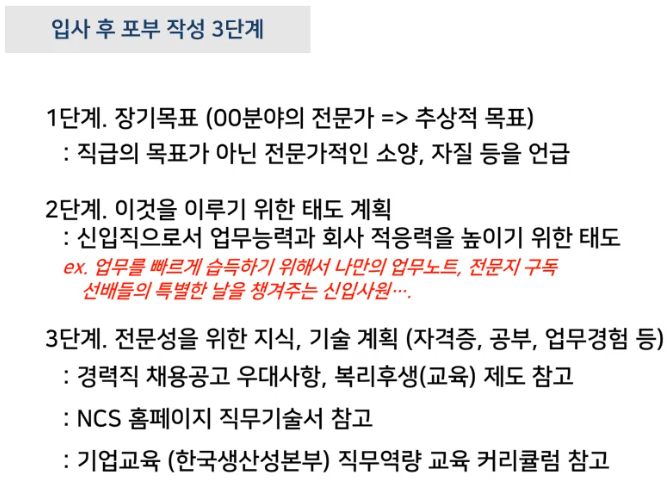 입사 후 포부 작성 3단계
1단계. 장기목표 (00분야의 전문가 => 추상적 목표)
: 직급의 목표가 아닌 전문가적인 소양, 자질 등을 언급
2단계. 이것을 이루기 위한 태도 계획
: 신입직으로서 업무능력과 회사 적응력을 높이기 위한 태도
ex. 업무를 빠르게 습득하기 위해서 나만의 업무노트, 전문지 구독
선배들의 특별한 날을 챙겨주는 신입사원….
3단계. 전문성을 위한 지식, 기술 계획 (자격증, 공부, 업무경험 등)
: 경력직 채용공고 우대사항, 복리후생(교육) 제도 참고
: NCS 홈페이지 직무기술서 참고
: 기업교육 (한국생산성본부) 직무역량 교육 커리큘럼 참고